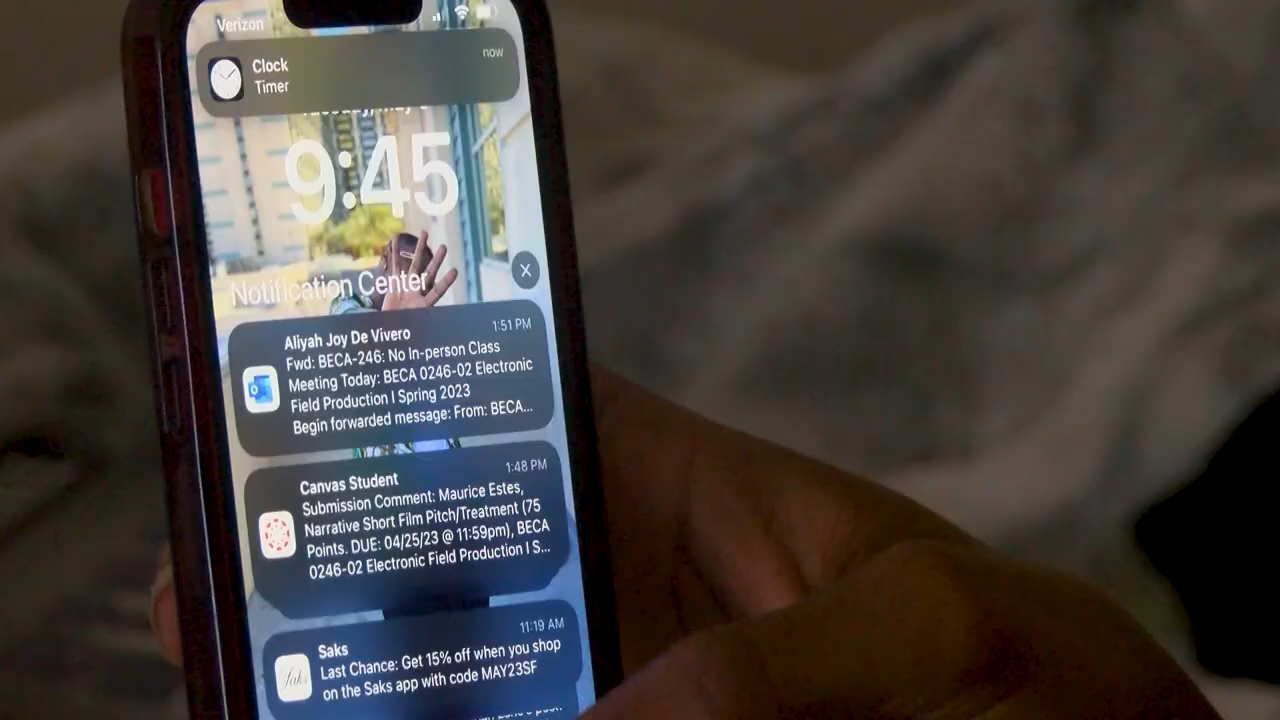 Verizon
Clock
now
Timer
9:45
Notification Center
Aliyah Joy De Vivero
1:51 PM
Fwd: BECA-246: No In-person Class
Meeting Today: BECA 0246-02 Electronic
Field Production I Spring 2023
Begin forwarded message: From: BECA...
Canvas Student
1:48 PM
Submission Comment: Maurice Estes,
Narrative Short Film Pitch/Treatment (75
Points. DUE: 04/25/23 @ 11:59pm), BECA
0246-02 Electronic Field Production I S...
Saks
11:19 AM
Last Chance: Get 15% off when you shop
on the Saks app with code MAY23SF
Saks